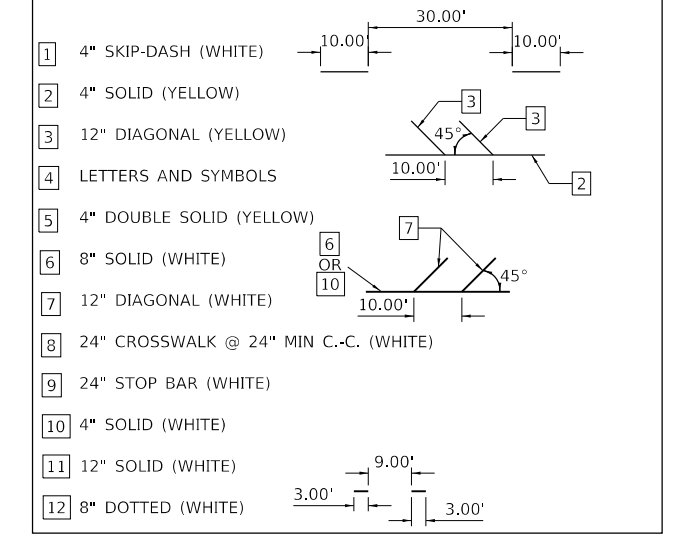 30.00'
10.00' 10.00'
1 4" SKIP-DASH (WHITE)
2 4" SOLID (YELLOW)
3
3 12" DIAGONAL (YELLOW)
45° 3
10.00'
4 LETTERS AND SYMBOLS
2
5 4" DOUBLE SOLID (YELLOW)
7
6 8" SOLID (WHITE)
6
OR
10
45°
10.00'
7 12" DIAGONAL (WHITE)
8 24" CROSSWALK @ 24" MIN C.-C. (WHITE)
9 24" STOP BAR (WHITE)
10 4" SOLID (WHITE)
11 12" SOLID (WHITE)
9.00'
3.00'
12 8" DOTTED (WHITE)
3.00'